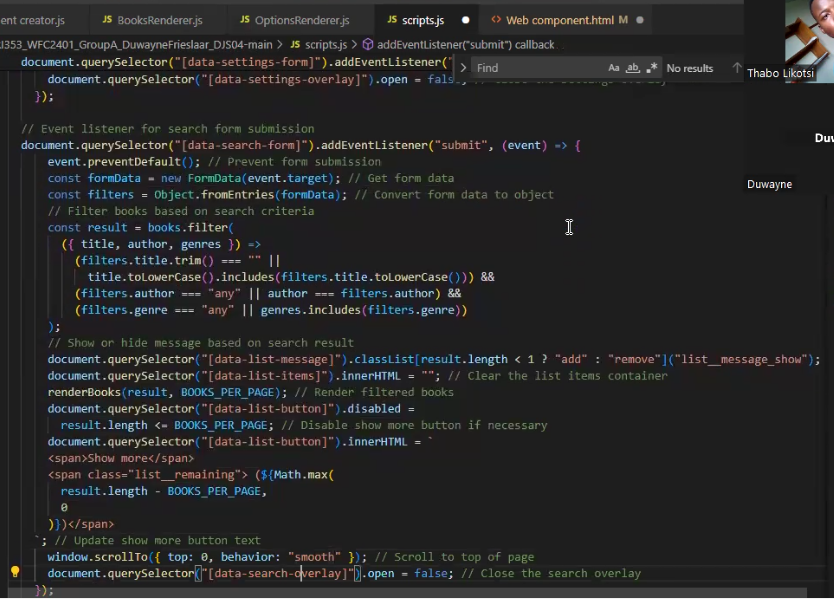 ent creator.js JS BooksRenderer.js JS OptionsRenderer.js JS scripts.js Web component.html M
J353_WFC2401_GroupA_DuwayneFrieslaar_DJS04-main > JS scripts.js > addEventListener("submit") callback
document.querySelector("[data-settings-form]").addEventListener("
> Find Aa ab No results
document.querySelector("[data-settings-overlay]").open =
});
Thabo Likotsi
// Event listener for search form submission
document.querySelector("[data-search-form]").addEventListener("submit", (event) => {
event.preventDefault(); // Prevent form submission
const formData = new FormData(event.target); // Get form data
const filters = Object.fromEntries(formData); // Convert form data to object
Duwayne
// Filter books based on search criteria
const result = books.filter(
({ title, author, genres }) =>
(filters.title.trim() === "" ||
title.toLowerCase().includes(filters.title.toLowerCase())) &&
(filters.author === "any" || author === filters.author) &&
(filters.genre === "any" || genres.includes(filters.genre))
);
// Show or hide message based on search result
document.querySelector("[data-list-message]").classList[result.length < 1 ? "add" : "remove"]("list__message_show");
document.querySelector("[data-list-items]").innerHTML = ""; // Clear the list items container
renderBooks(result, BOOKS_PER_PAGE); // Render filtered books
document.querySelector("[data-list-button]").disabled =
result.length <= BOOKS_PER_PAGE; // Disable show more button if necessary
document.querySelector("[data-list-button]").innerHTML = `
<span>Show more</span>
<span class="list__remaining"> (${Math.max(
result.length - BOOKS_PER_PAGE,
0
)})</span>
`; // Update show more button text
window.scrollTo({ top: 0, behavior: "smooth" }); // Scroll to top of page
document.querySelector("[data-search-overlay]").open = false; // Close the search overlay
});